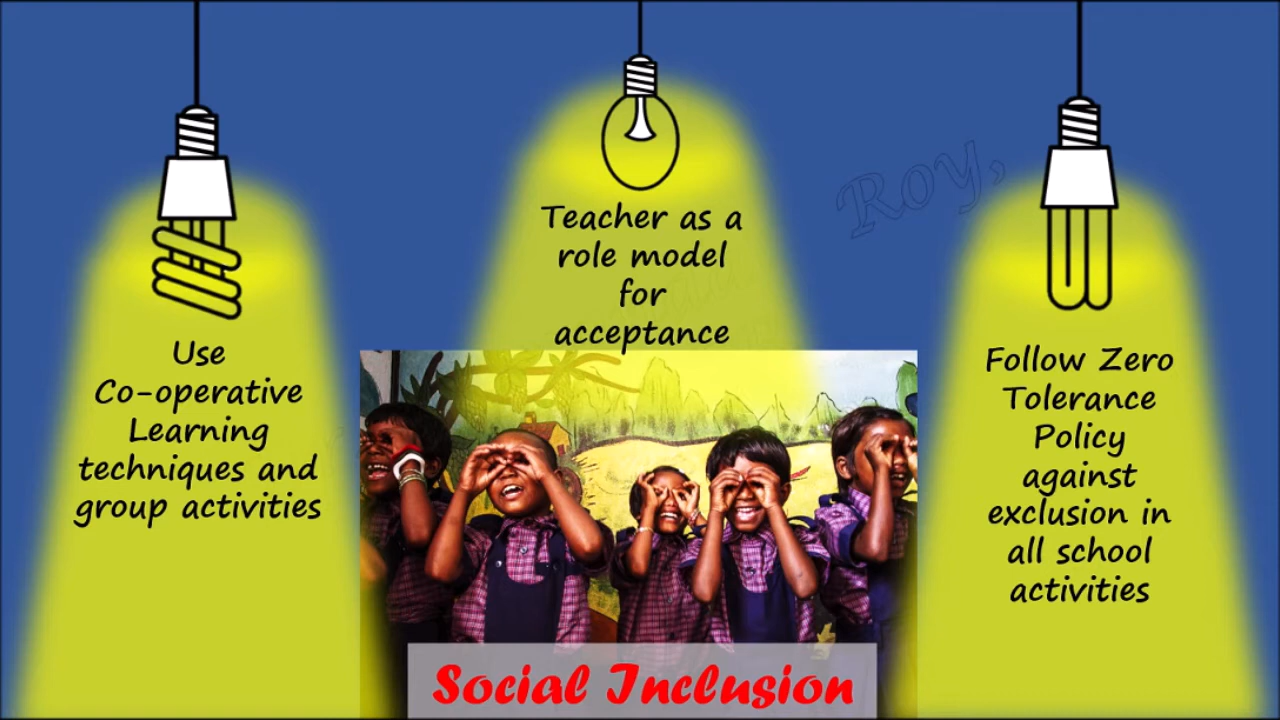 Use
Co-operative
Learning
techniques and
group activities
Teacher as a
role model
for
acceptance
Follow Zero
Tolerance
Policy
against
exclusion in
all school
activities
Social Inclusion
Roy,